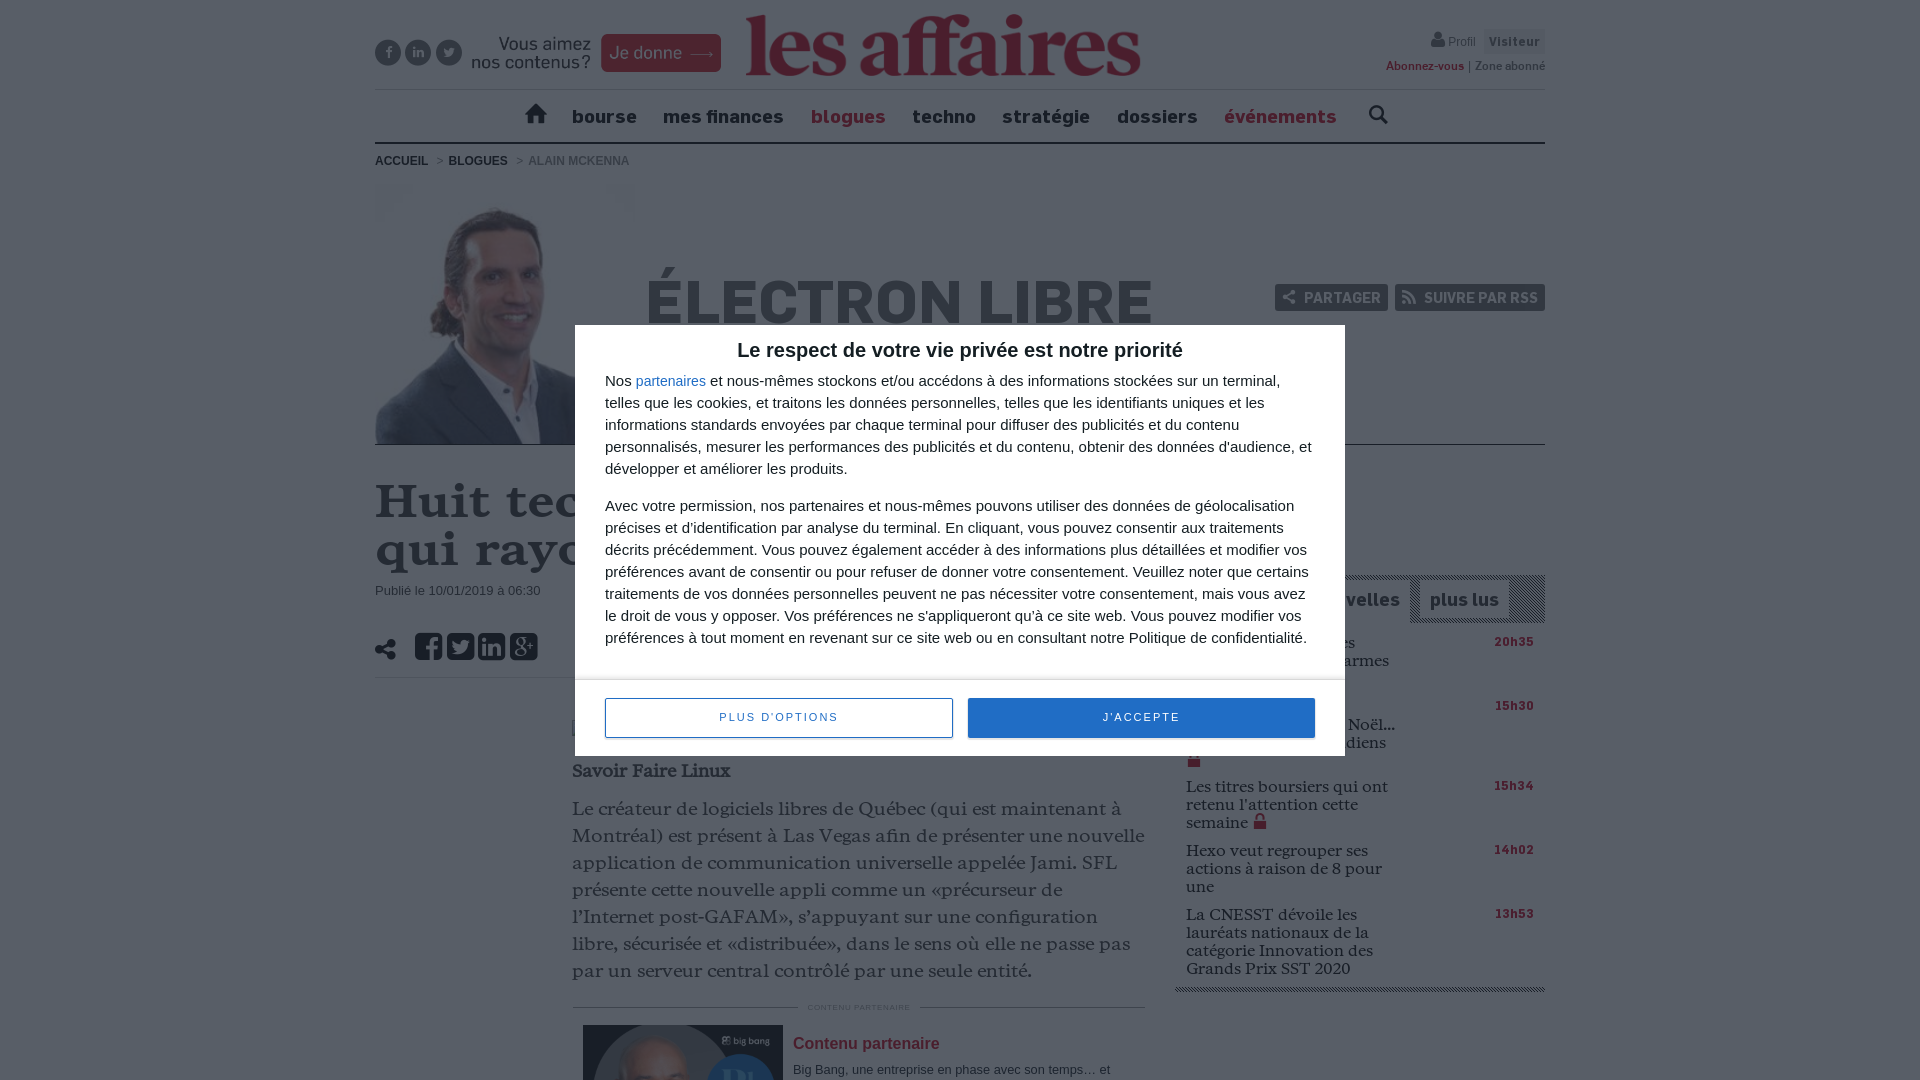 Vous aimez
nos contenus?
Je donne
les affaires
Profil Visiteur
Abonnez-vous | Zone abonné
bourse mes finances blogues techno stratégie dossiers événements
ACCUEIL > BLOGUES > ALAIN MCKENNA
ÉLECTRON LIBRE
PARTAGER
SUIVRE PAR RSS
Le respect de votre vie privée est notre priorité
Nos partenaires et nous-mêmes stockons et/ou accédons à des informations stockées sur un terminal,
telles que les cookies, et traitons les données personnelles, telles que les identifiants uniques et les
informations standards envoyées par chaque terminal pour diffuser des publicités et du contenu
personnalisés, mesurer les performances des publicités et du contenu, obtenir des données d'audience, et
développer et améliorer les produits.
Avec votre permission, nos partenaires et nous-mêmes pouvons utiliser des données de géolocalisation
précises et d’identification par analyse du terminal. En cliquant, vous pouvez consentir aux traitements
décrits précédemment. Vous pouvez également accéder à des informations plus détaillées et modifier vos
préférences avant de consentir ou pour refuser de donner votre consentement. Veuillez noter que certains
traitements de vos données personnelles peuvent ne pas nécessiter votre consentement, mais vous avez
le droit de vous y opposer. Vos préférences ne s'appliqueront qu’à ce site web. Vous pouvez modifier vos
préférences à tout moment en revenant sur ce site web ou en consultant notre Politique de confidentialité.
PLUS D'OPTIONS
J'ACCEPTE
Huit tec
qui rayo
Publié le 10/01/2019 à 06:30
Savoir Faire Linux
Le créateur de logiciels libres de Québec (qui est maintenant à
Montréal) est présent à Las Vegas afin de présenter une nouvelle
application de communication universelle appelée Jami. SFL
présente cette nouvelle appli comme un «précurseur de
l’Internet post-GAFAM», s’appuyant sur une configuration
libre, sécurisée et «distribuée», dans le sens où elle ne passe pas
par un serveur central contrôlé par une seule entité.
CONTENU PARTENAIRE
big bang
Contenu partenaire
Big Bang, une entreprise en phase avec son temps… et
velles
plus lus
es 20h35
armes
15h30
Noël...
diens
Les titres boursiers qui ont 15h34
retenu l'attention cette
semaine
Hexo veut regrouper ses 14h02
actions à raison de 8 pour
une
La CNESST dévoile les 13h53
lauréats nationaux de la
catégorie Innovation des
Grands Prix SST 2020